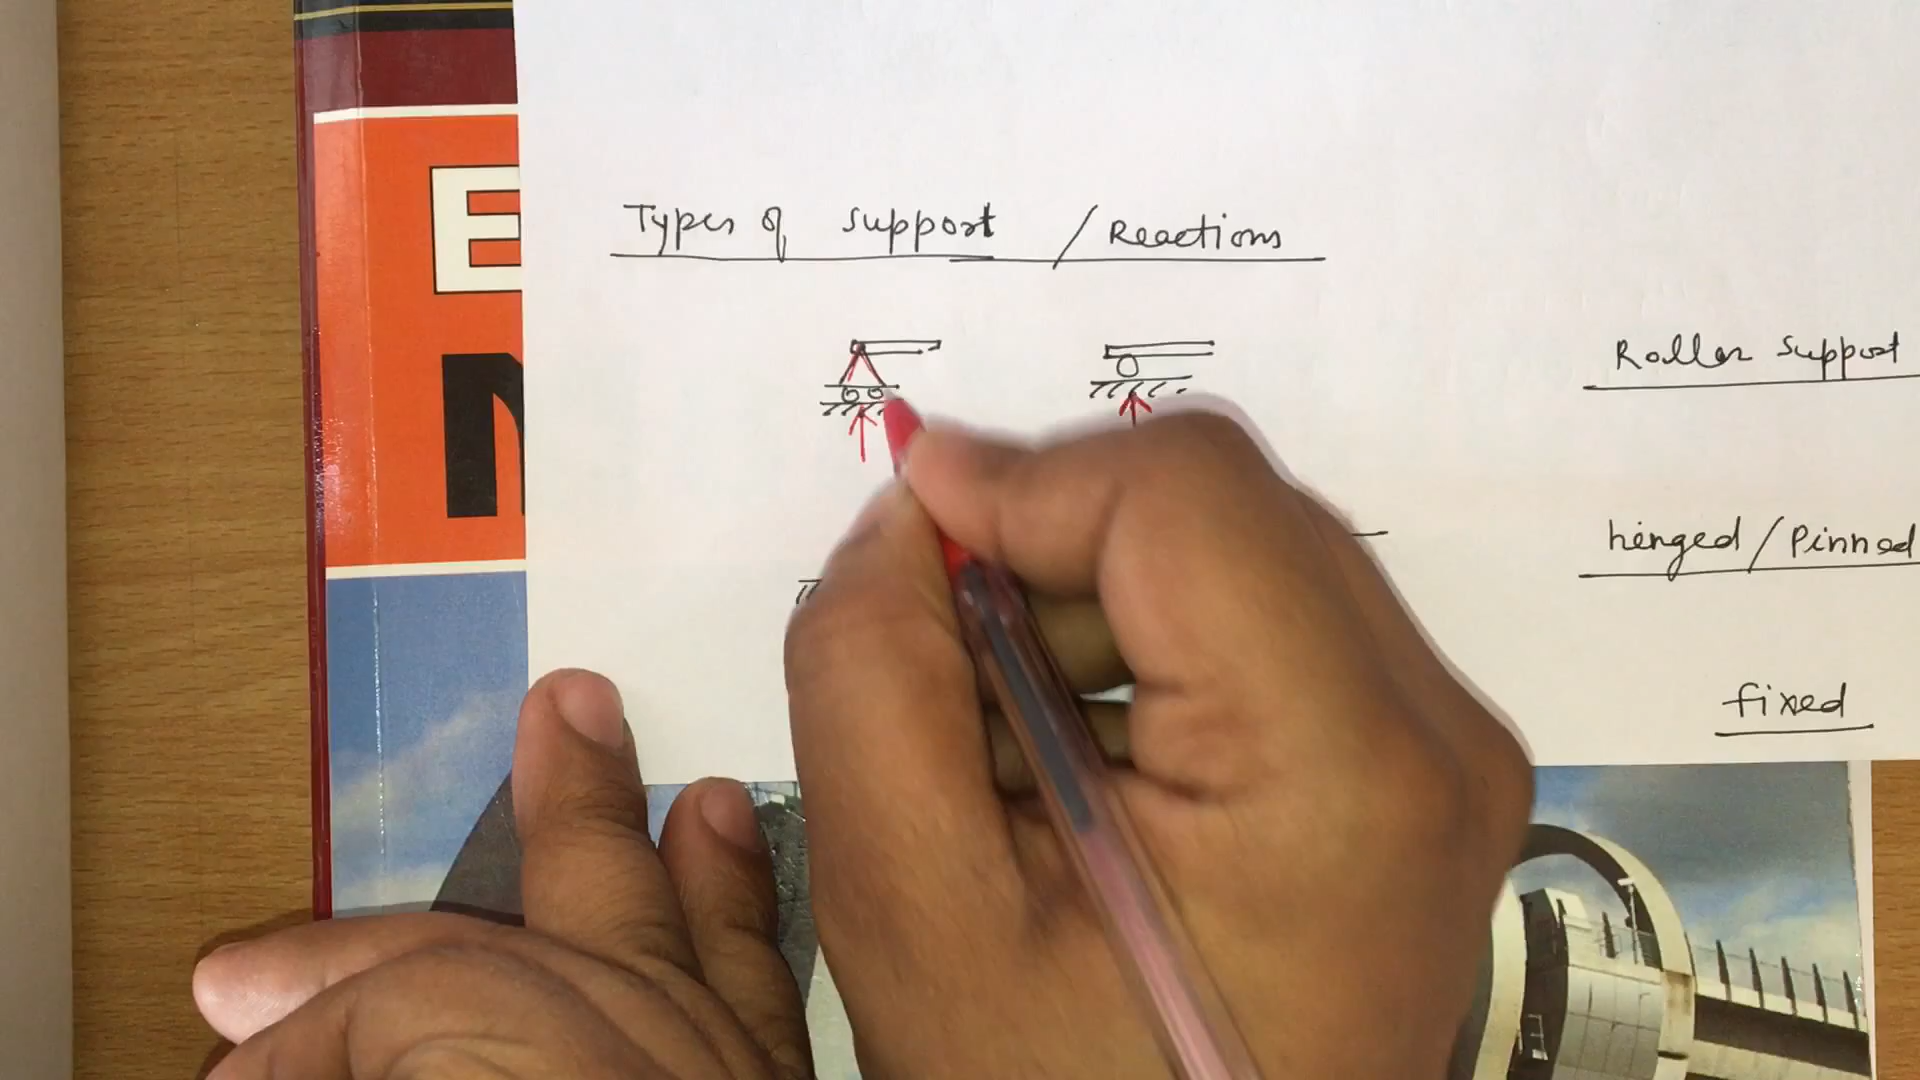 Types of support / Reactions
Roller support
hinged / Pinned
fixed
E